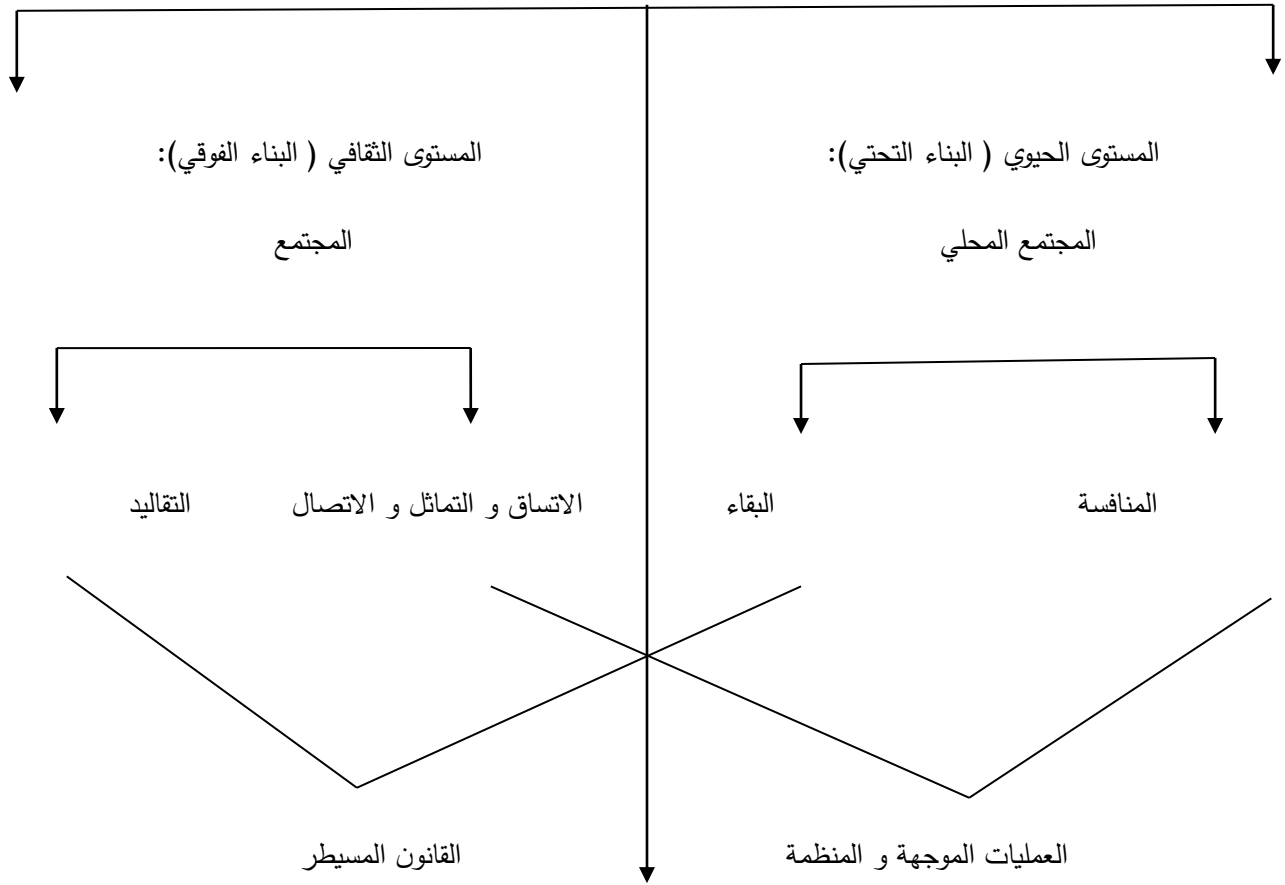 المستوى الحيوي ( البناء التحتي):
المستوى الثقافي ( البناء الفوقي):
المجتمع المحلي
المجتمع
المنافسة
البقاء
الاتساق و التماثل و الاتصال
التقاليد
العمليات الموجهة و المنظمة
القانون المسيطر